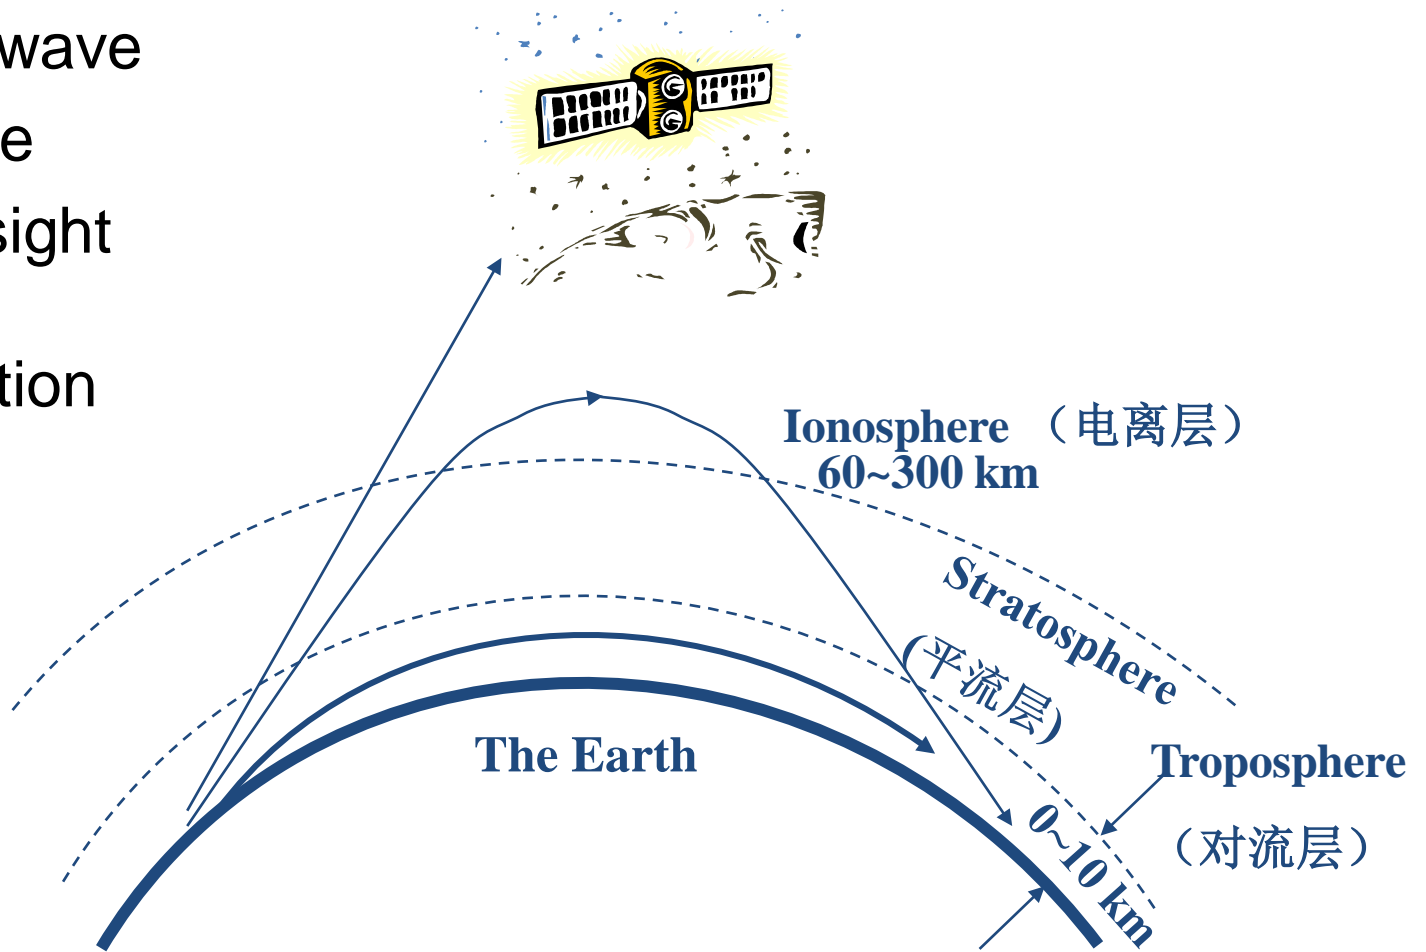 wave
e
sight
tion
Ionosphere （电离层）
60~300 km
Stratosphere
(平流层)
The Earth
Troposphere
（对流层）
0~10 km